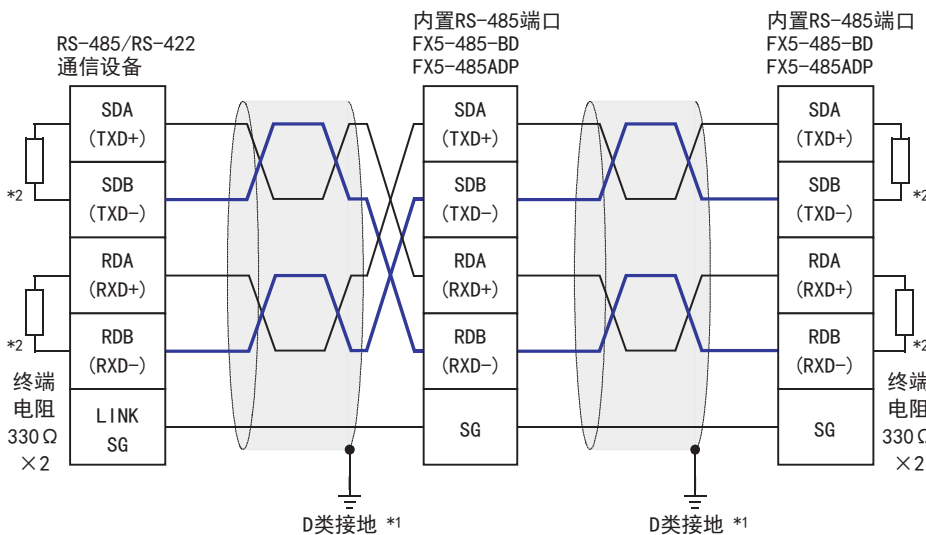 RS-485/RS-422
通信设备
内置RS-485端口
FX5-485-BD
FX5-485ADP
内置RS-485端口
FX5-485-BD
FX5-485ADP
SDA
(TXD+)
SDB
(TXD-)
RDA
(RXD+)
RDB
(RXD-)
LINK
SG
*2
*2
终端
电阻
330Ω
×2
SDA
(TXD+)
SDB
(TXD-)
RDA
(RXD+)
RDB
(RXD-)
SG
SDA
(TXD+)
SDB
(TXD-)
RDA
(RXD+)
RDB
(RXD-)
SG
*2
*2
终端
电阻
330Ω
×2
D类接地 *1
D类接地 *1